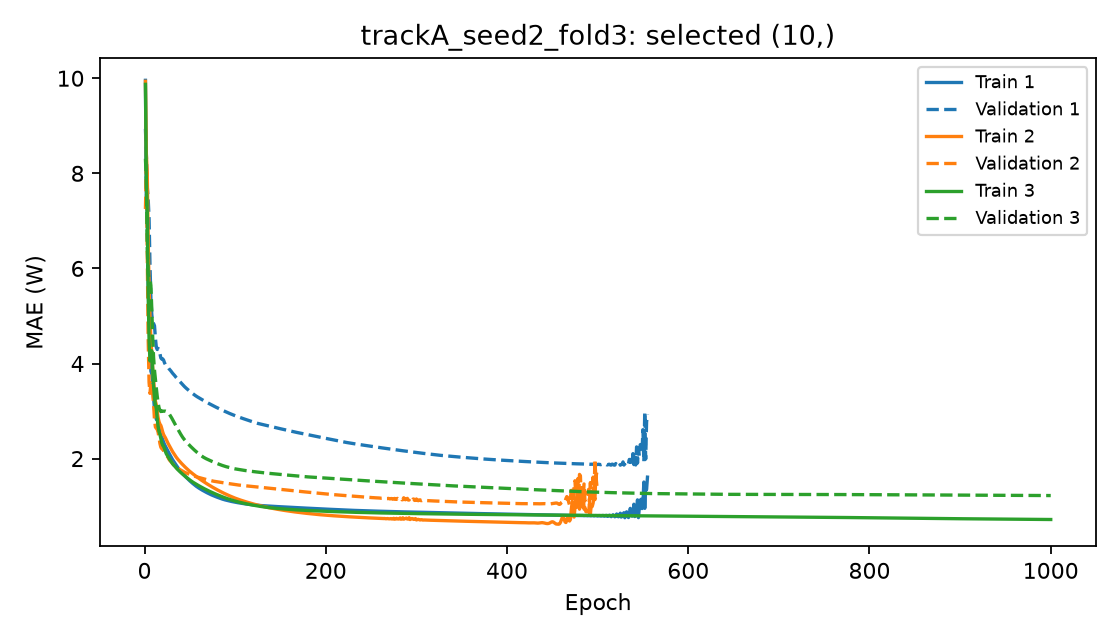 trackA_seed2_fold3: selected (10,)
MAE (W)
10
8
6
4
2
Train 1
Validation 1
Train 2
Validation 2
Train 3
Validation 3
0 200 400 600 800 1000
Epoch